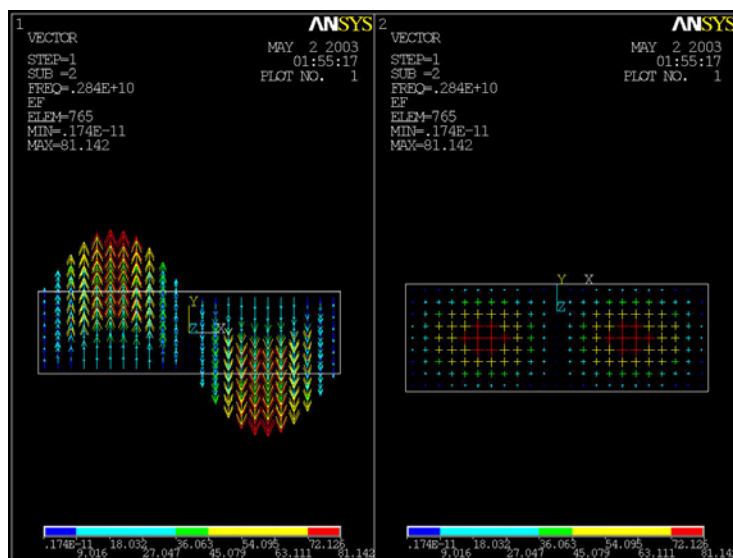 1
ANSYS
VECTOR
MAY 2 2003
01:55:17
PLOT NO. 1
STEP=1
SUB =2
FREQ=.284E+10
EF
ELEM=765
MIN=.174E-11
MAX=81.142
Y
Z X
.174E-11 18.032 36.063 54.095 72.126
9.016 27.047 45.079 63.111 81.142
2
ANSYS
VECTOR
MAY 2 2003
01:55:17
PLOT NO. 1
STEP=1
SUB =2
FREQ=.284E+10
EF
ELEM=765
MIN=.174E-11
MAX=81.142
Y X
Z
.174E-11 18.032 36.063 54.095 72.126
9.016 27.047 45.079 63.111 81.142